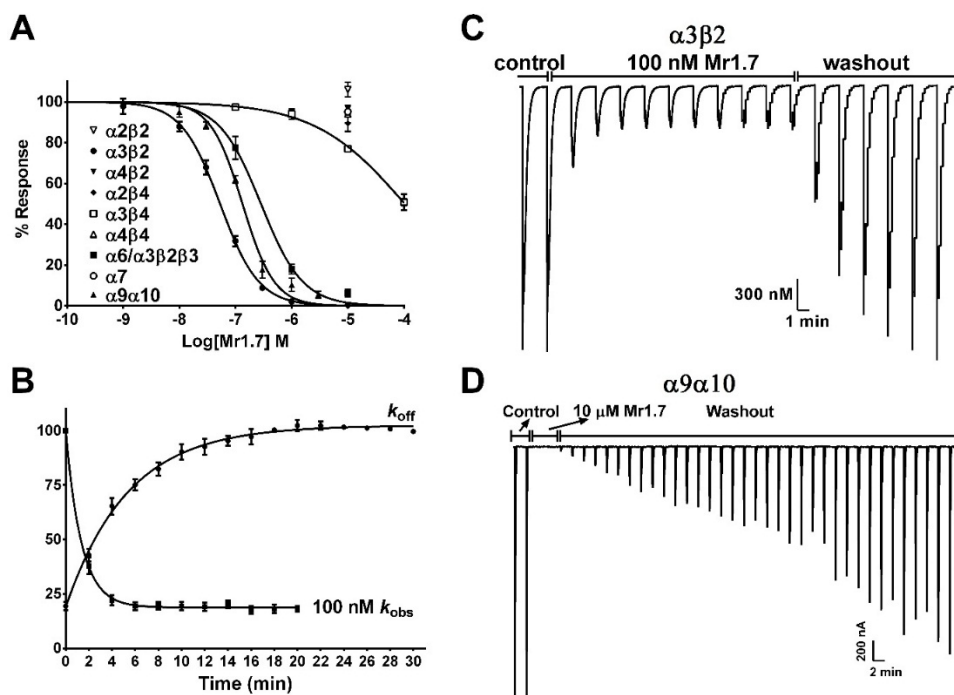 A
% Response
100
80
60
40
20
0
α2β2
α3β2
α4β2
α2β4
α3β4
α4β4
α6/α3β2β3
α7
α9α10
-10 -9 -8 -7 -6 -5 -4
Log[Mr1.7] M
B
100
75
50
25
0
koff
100 nM kobs
0 2 4 6 8 10 12 14 16 18 20 22 24 26 28 30
Time (min)
C
α3β2
control 100 nM Mr1.7 washout
300 nM
1 min
D
α9α10
Control 10 μM Mr1.7 Washout
200 nA
2 min